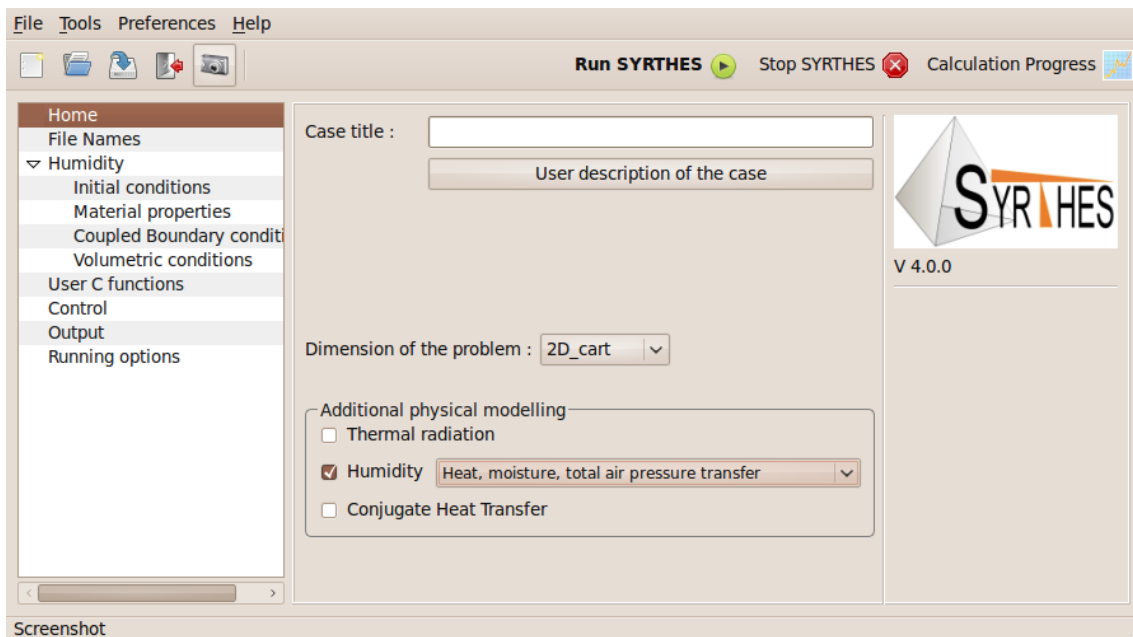 File Tools Preferences Help
Run SYRTHES Stop SYRTHES Calculation Progress
Home
File Names
Humidity
Initial conditions
Material properties
Coupled Boundary conditi
Volumetric conditions
User C functions
Control
Output
Running options
Case title :
User description of the case
Dimension of the problem : 2D_cart
Additional physical modelling
Thermal radiation
Humidity Heat, moisture, total air pressure transfer
Conjugate Heat Transfer
SYRTHES
V 4.0.0
Screenshot